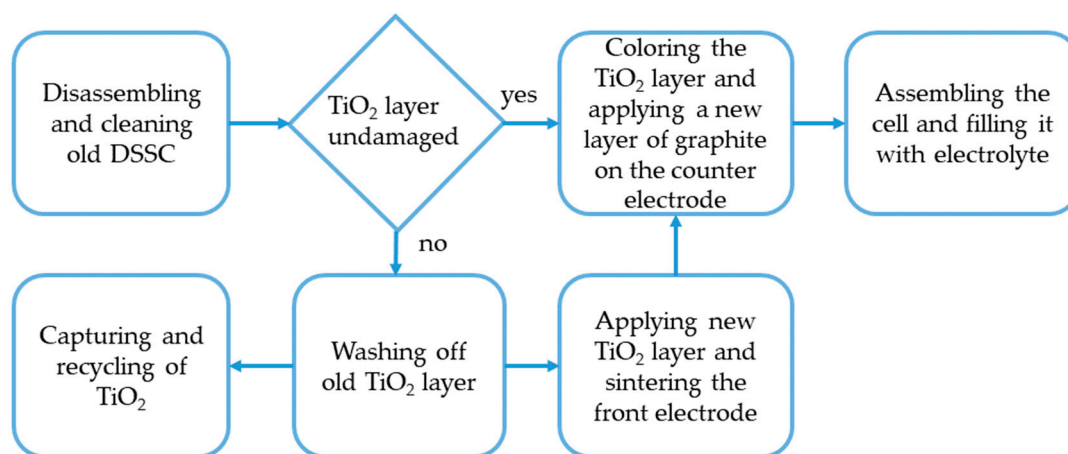 Disassembling
and cleaning
old DSSC
TiO₂ layer
undamaged
yes
Coloring the
TiO₂ layer and
applying a new
layer of graphite
on the counter
electrode
Assembling the
cell and filling it
with electrolyte
no
Capturing and
recycling of
TiO₂
Washing off
old TiO₂ layer
Applying new
TiO₂ layer and
sintering the
front electrode